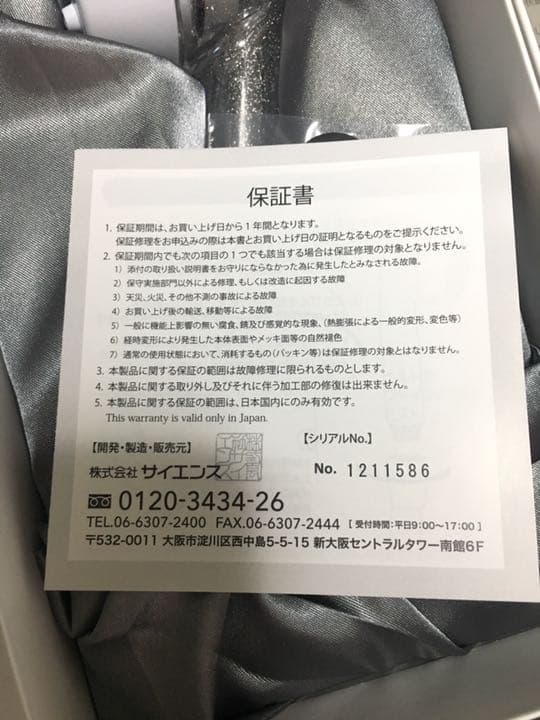 保証書
1. 保証期間は、お買い上げ日から1年間となります。
保証修理をお申込みの際は本書とお買い上げ日の証明となるものをご提示ください。
2. 保証期間内でも次の項目の1つでも該当する場合は保証修理の対象となりません。
1) 添付の取り扱い説明書をお守りにならなかった為に発生したとみなされる故障。
2) 保守実施部門以外による修理、もしくは改造に起因する故障
3) 天災、火災、その他不測の事故による故障
4) お買い上げ後の輸送、移動等による故障
5) 一般に機能上影響の無い腐食、錆及び感覚的な現象、(熱膨張による一般的変形、変色等)
6) 経時変形により発生した本体表面やメッキ面等の自然褪色
7) 通常の使用状態において、消耗するもの(パッキン等)は保証修理の対象とはなりません。
3. 本製品に関する保証の範囲は故障修理に限られるものとします。
4. 本製品に関する取り外し及びそれに伴う加工部の修復は出来ません。
5. 本製品に関する保証の範囲は、日本国内にのみ有効です。
This warranty is valid only in Japan.
【開発・製造・販売元】
【シリアルNo.】
株式会社 サイエンス
No. 1211586
0120-3434-26
TEL.06-6307-2400 FAX.06-6307-2444 [ 受付時間:平日9:00〜17:00 ]
〒532-0011 大阪市淀川区西中島5-5-15 新大阪セントラルタワー南館6F